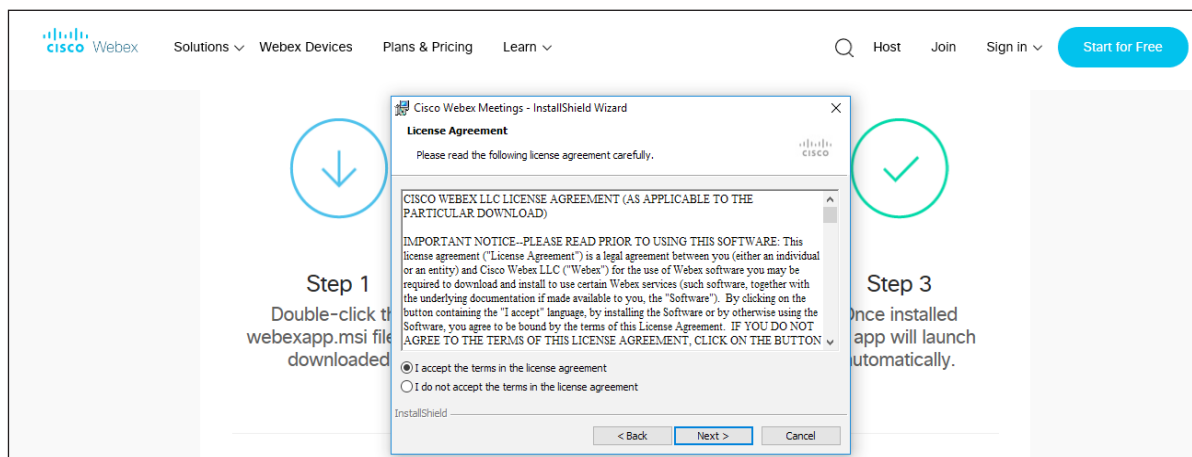 cisco Webex
Solutions
Webex Devices
Plans & Pricing
Learn
Host
Join
Sign in
Start for Free
Cisco Webex Meetings - InstallShield Wizard
License Agreement
Please read the following license agreement carefully.
cisco
CISCO WEBEX LLC LICENSE AGREEMENT (AS APPLICABLE TO THE
PARTICULAR DOWNLOAD)
IMPORTANT NOTICE--PLEASE READ PRIOR TO USING THIS SOFTWARE: This
license agreement ("License Agreement") is a legal agreement between you (either an individual
or an entity) and Cisco Webex LLC ("Webex") for the use of Webex software you may be
required to download and install to use certain Webex services (such software, together with
the underlying documentation if made available to you, the "Software"). By clicking on the
button containing the "I accept" language, by installing the Software or by otherwise using the
Software, you agree to be bound by the terms of this License Agreement. IF YOU DO NOT
AGREE TO THE TERMS OF THIS LICENSE AGREEMENT, CLICK ON THE BUTTON
I accept the terms in the license agreement
I do not accept the terms in the license agreement
InstallShield
< Back
Next >
Cancel
Step 1
Double-click
webexapp.msi file
downloaded
Step 3
Once installed
app will launch
automatically.